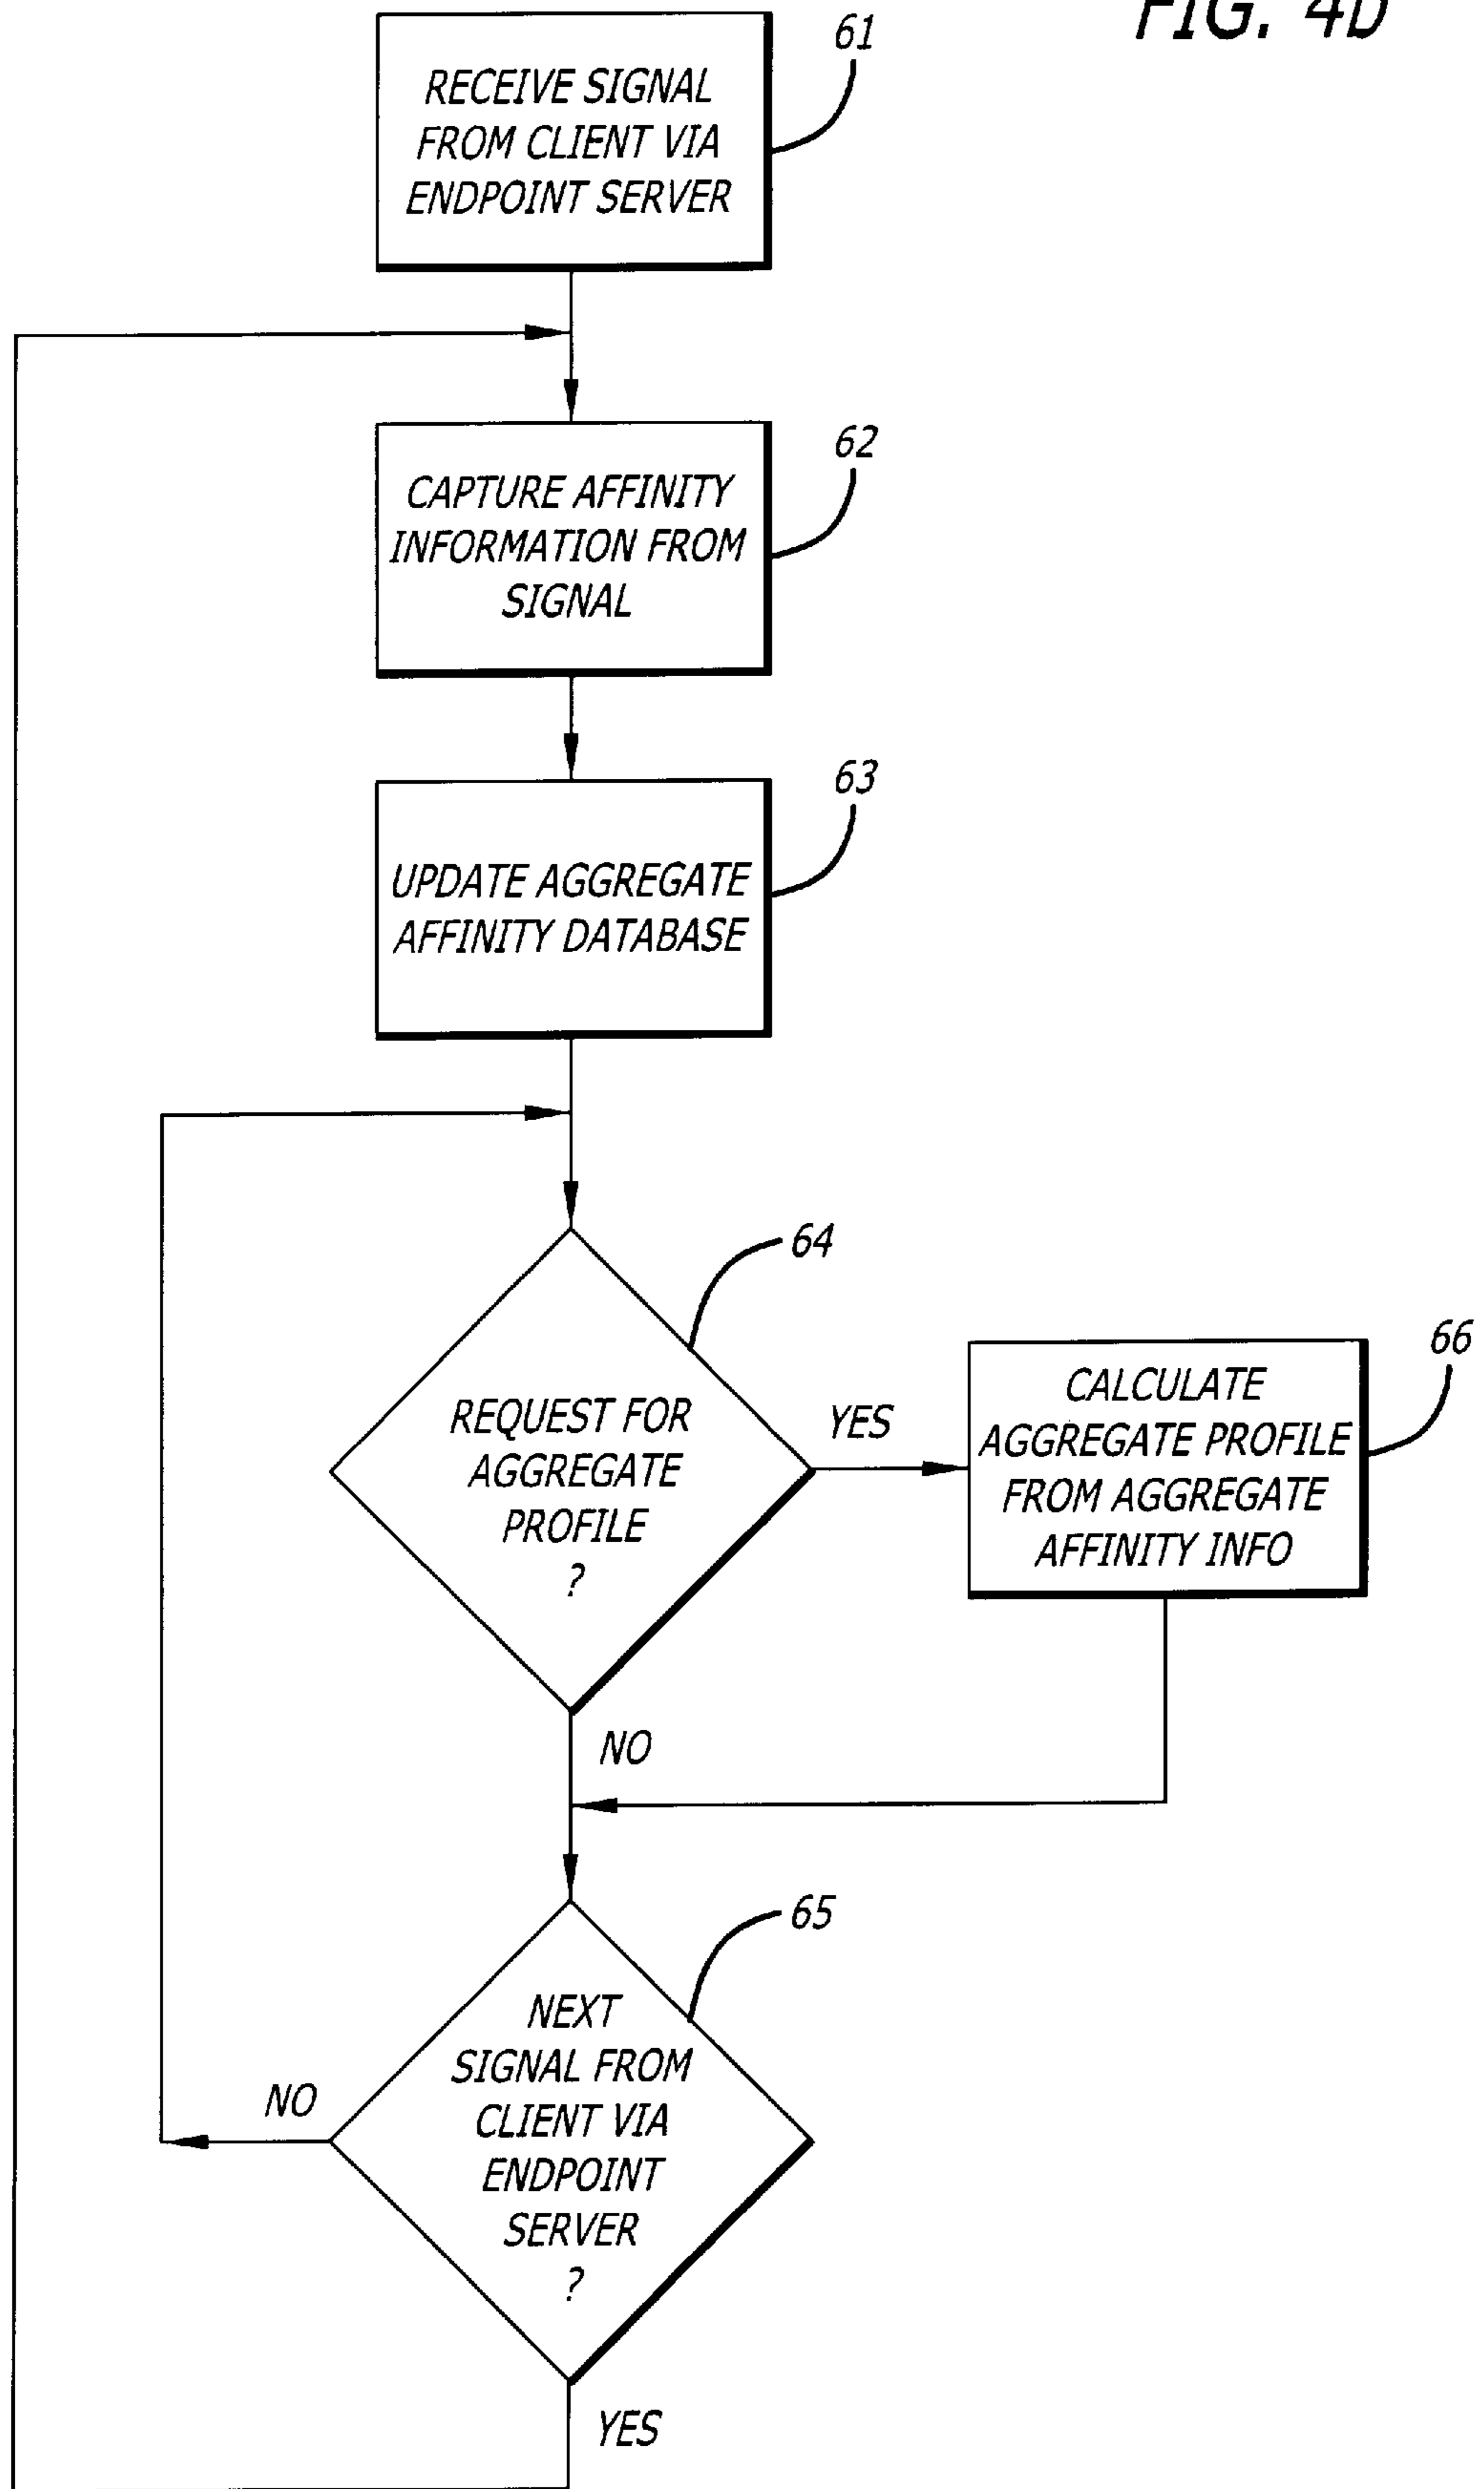 FIG. 4b
61
RECEIVE SIGNAL
FROM CLIENT VIA
ENDPOINT SERVER
62
CAPTURE AFFINITY
INFORMATION FROM
SIGNAL
63
UPDATE AGGREGATE
AFFINITY DATABASE
64
REQUEST FOR
AGGREGATE
PROFILE
?
YES
66
CALCULATE
AGGREGATE PROFILE
FROM AGGREGATE
AFFINITY INFO
NO
65
NEXT
SIGNAL FROM
CLIENT VIA
ENDPOINT
SERVER
?
NO
YES